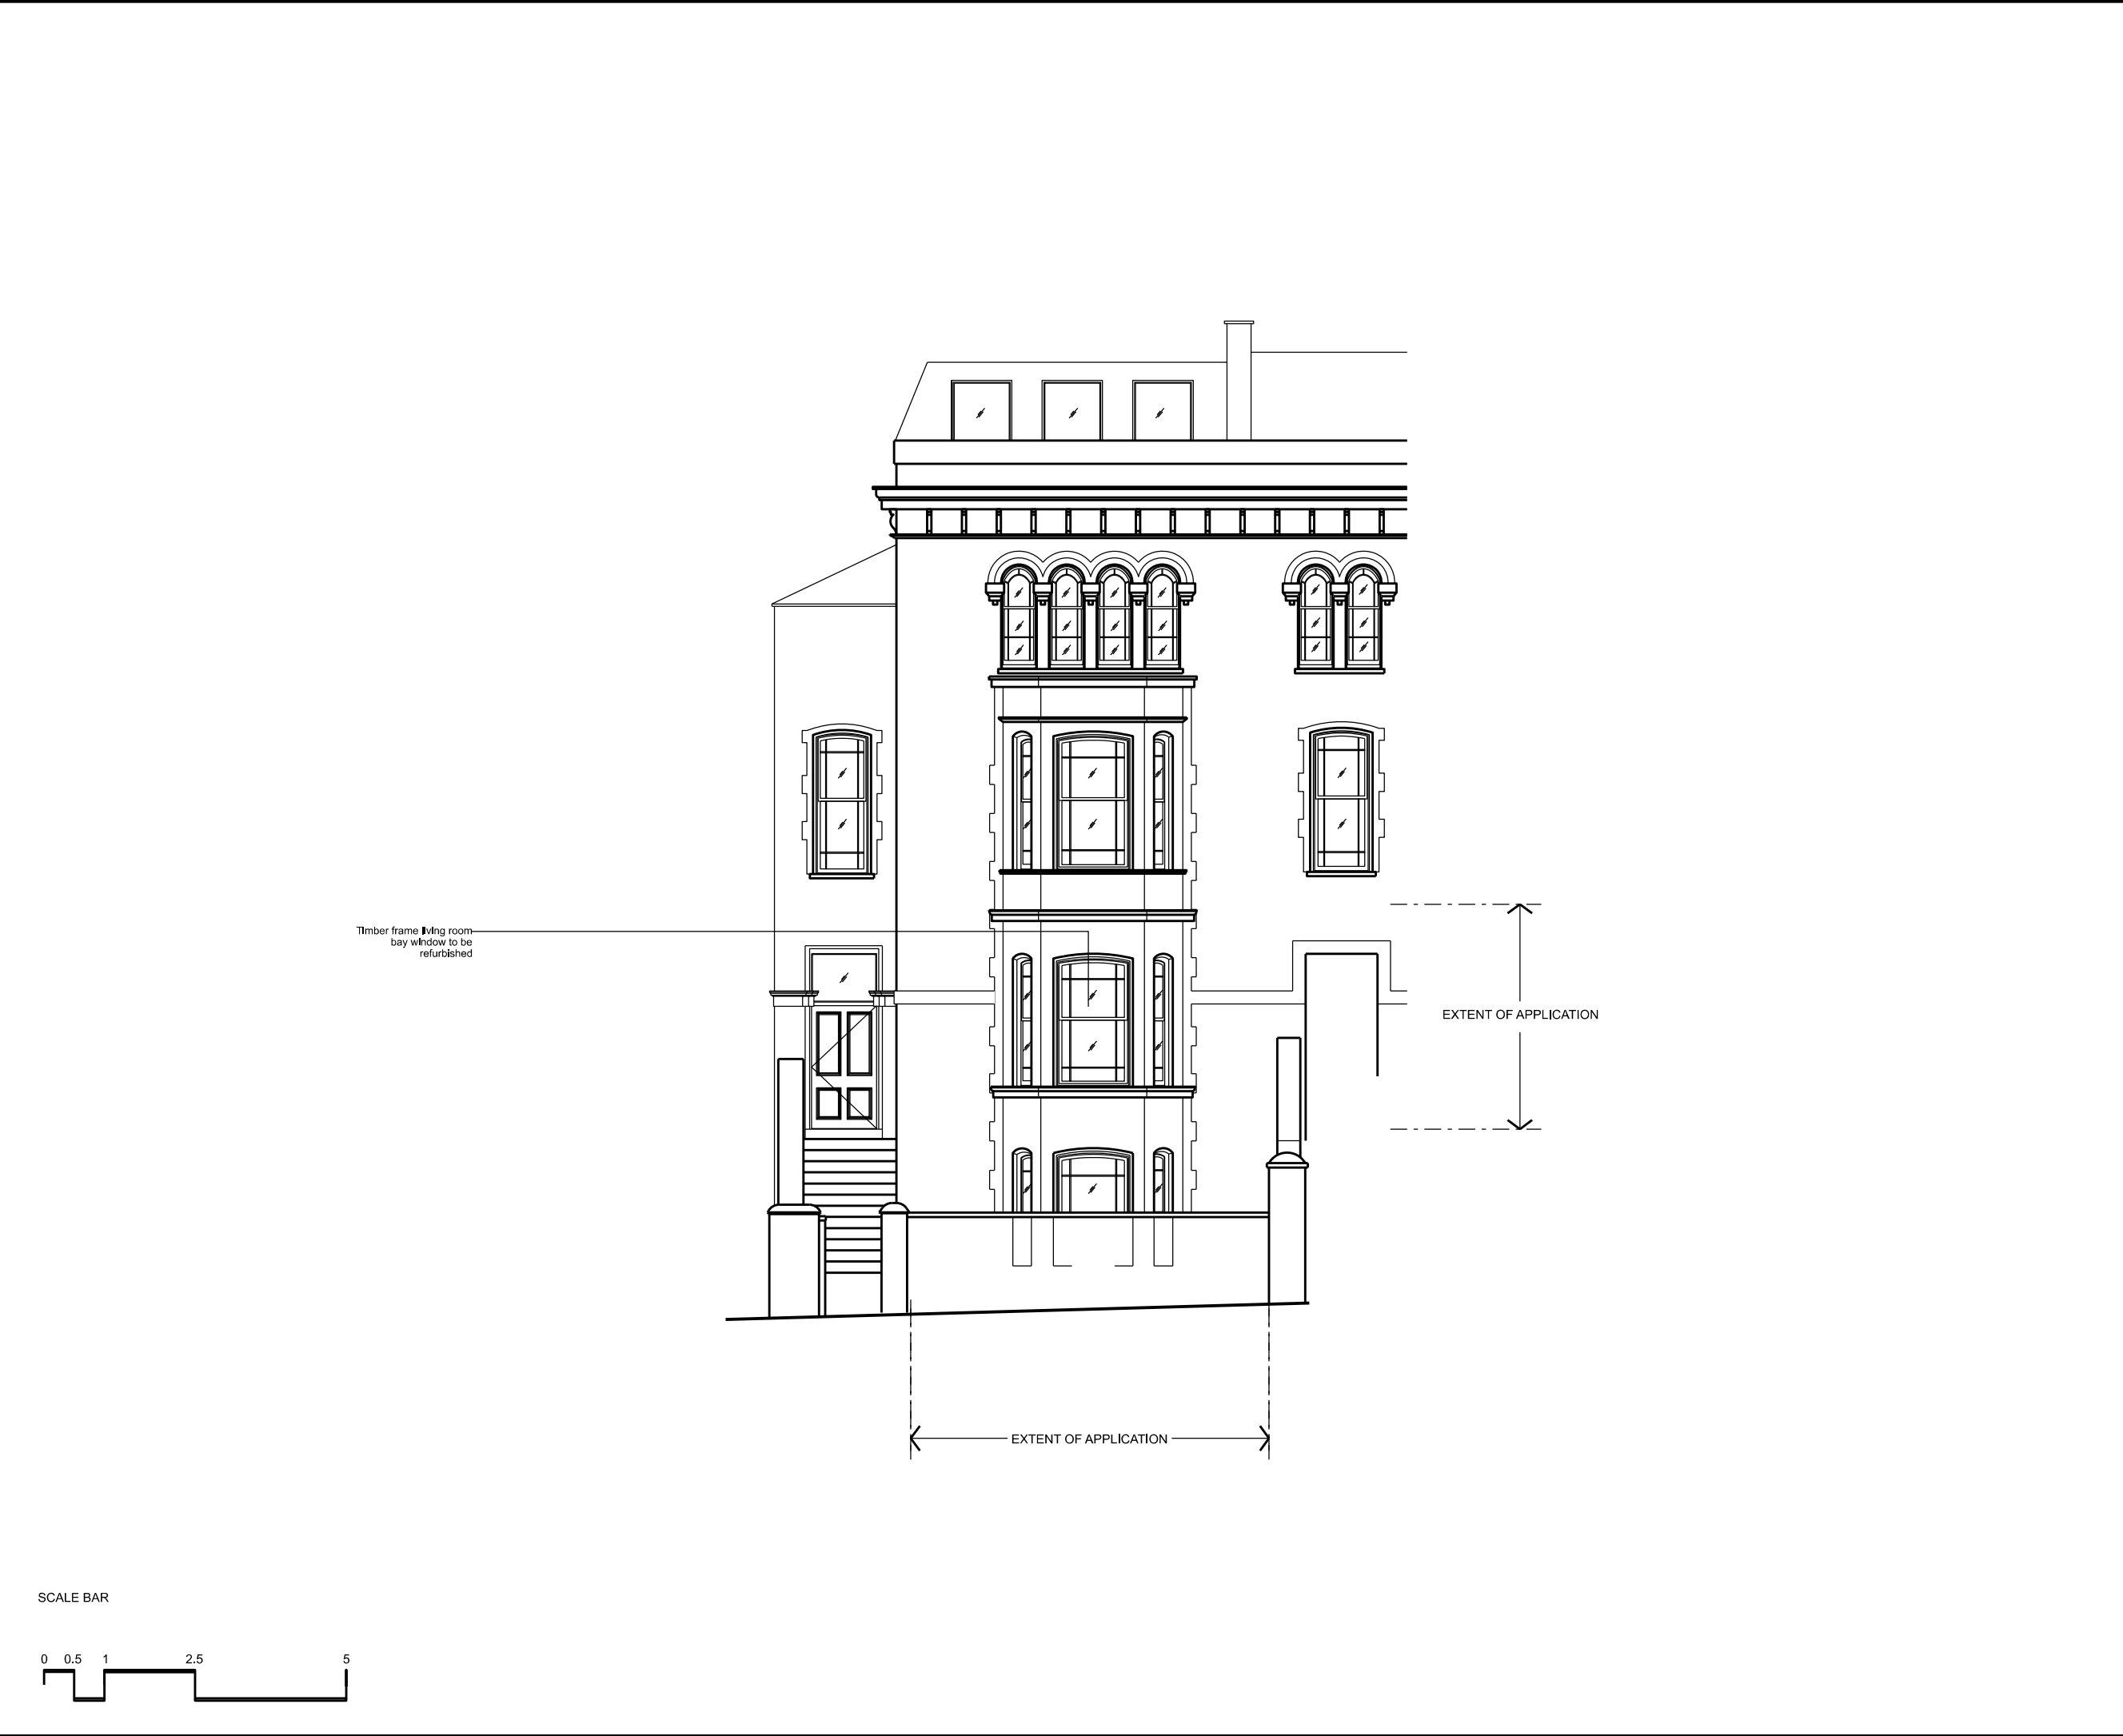 Timber frame living room
bay window to be
refurbished
EXTENT OF APPLICATION
EXTENT OF APPLICATION
SCALE BAR
0 0.5 1 2.5 5